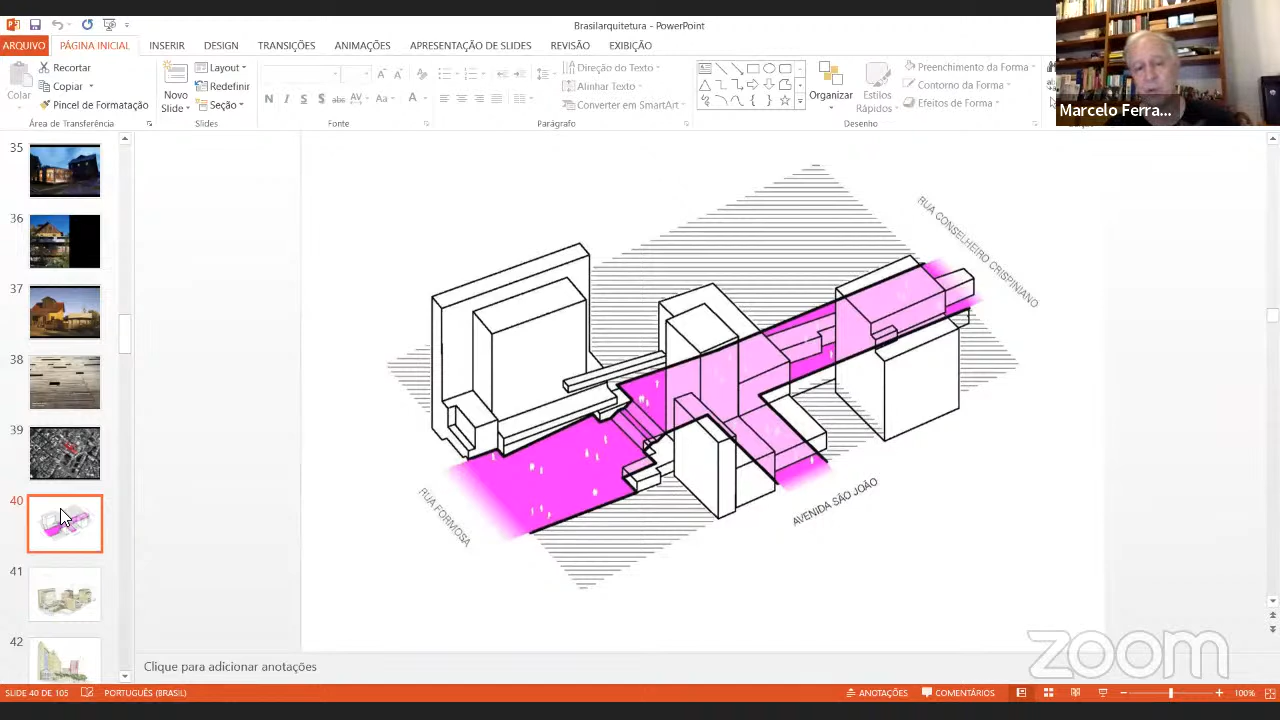 Brasilarquitetura - PowerPoint
ARQUIVO PÁGINA INICIAL INSERIR DESIGN TRANSIÇÕES ANIMAÇÕES APRESENTAÇÃO DE SLIDES REVISÃO EXIBIÇÃO
Colar
Recortar
Copiar
Pincel de Formatação
Área de Transferência
Novo
Slide
Layout
Redefinir
Seção
Slides
N I S S abc AV Aa A
Fonte
Direção do Texto
Alinhar Texto
Converter em SmartArt
Parágrafo
Organizar
Estilos
Rápidos
Preenchimento da Forma
Contorno da Forma
Efeitos de Forma
Desenho
Marcelo Ferra...
35
36
37
38
39
40
41
42
RUA CONSELHEIRO CRISPINIANO
RUA FORMOSA
AVENIDA SÃO JOÃO
zoom
Clique para adicionar anotações
SLIDE 40 DE 105 PORTUGUÊS (BRASIL) ANOTAÇÕES COMENTÁRIOS 100%